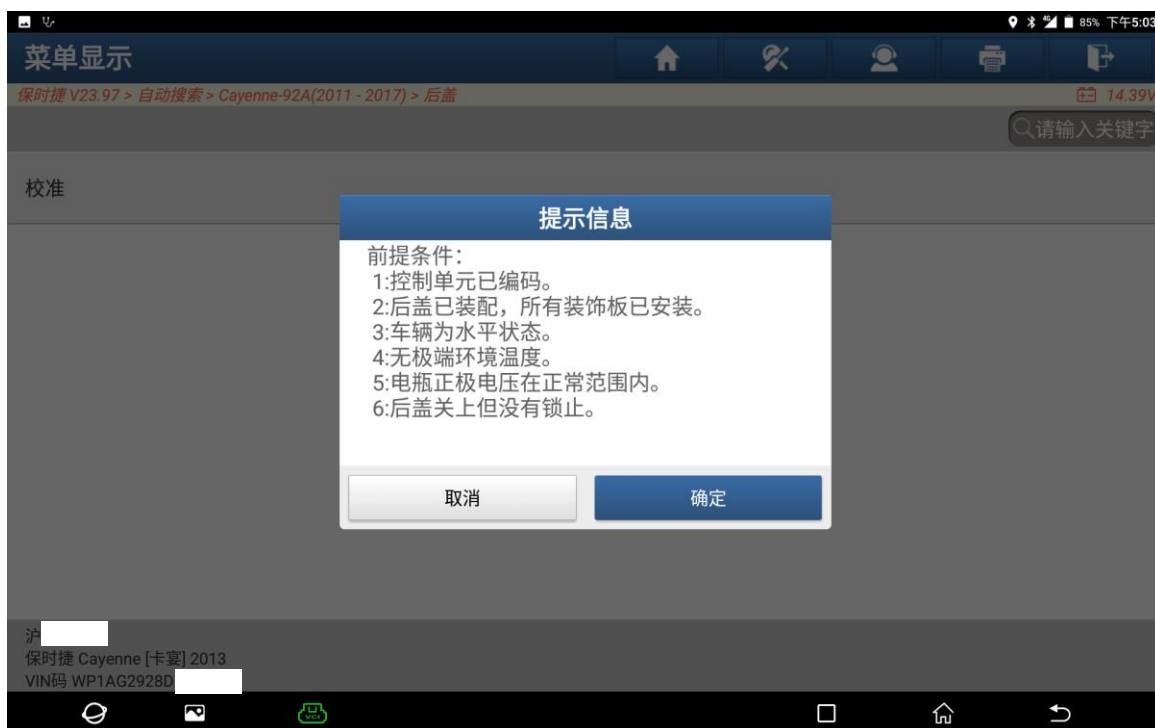 4G 85% 下午5:03
菜单显示
保时捷 V23.97 > 自动搜索 > Cayenne-92A(2011 - 2017) > 后盖
14.39V
请输入关键字
校准
提示信息
前提条件：
1:控制单元已编码。
2:后盖已装配，所有装饰板已安装。
3:车辆为水平状态。
4:无极端环境温度。
5:电瓶正极电压在正常范围内。
6:后盖关上但没有锁止。
取消
确定
沪
保时捷 Cayenne [卡宴] 2013
VIN码 WP1AG2928D
VCI